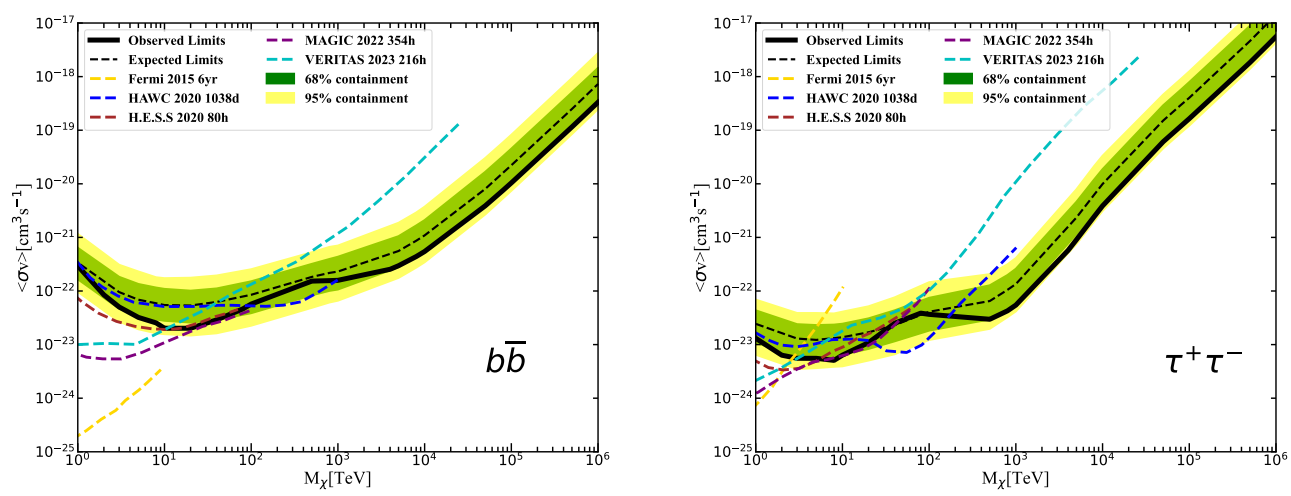 10⁻¹⁷
10⁻¹⁸
10⁻¹⁹
10⁻²⁰
10⁻²¹
10⁻²²
10⁻²³
10⁻²⁴
10⁻²⁵
<σv>[cm³s⁻¹]
Observed Limits
Expected Limits
Fermi 2015 6yr
HAWC 2020 1038d
H.E.S.S 2020 80h
MAGIC 2022 354h
VERITAS 2023 216h
68% containment
95% containment
bb̅
10⁰ 10¹ 10² 10³ 10⁴ 10⁵ 10⁶
Mχ[TeV]
10⁻¹⁷
10⁻¹⁸
10⁻¹⁹
10⁻²⁰
10⁻²¹
10⁻²²
10⁻²³
10⁻²⁴
10⁻²⁵
<σv>[cm³s⁻¹]
Observed Limits
Expected Limits
Fermi 2015 6yr
HAWC 2020 1038d
H.E.S.S 2020 80h
MAGIC 2022 354h
VERITAS 2023 216h
68% containment
95% containment
τ⁺τ⁻
10⁰ 10¹ 10² 10³ 10⁴ 10⁵ 10⁶
Mχ[TeV]